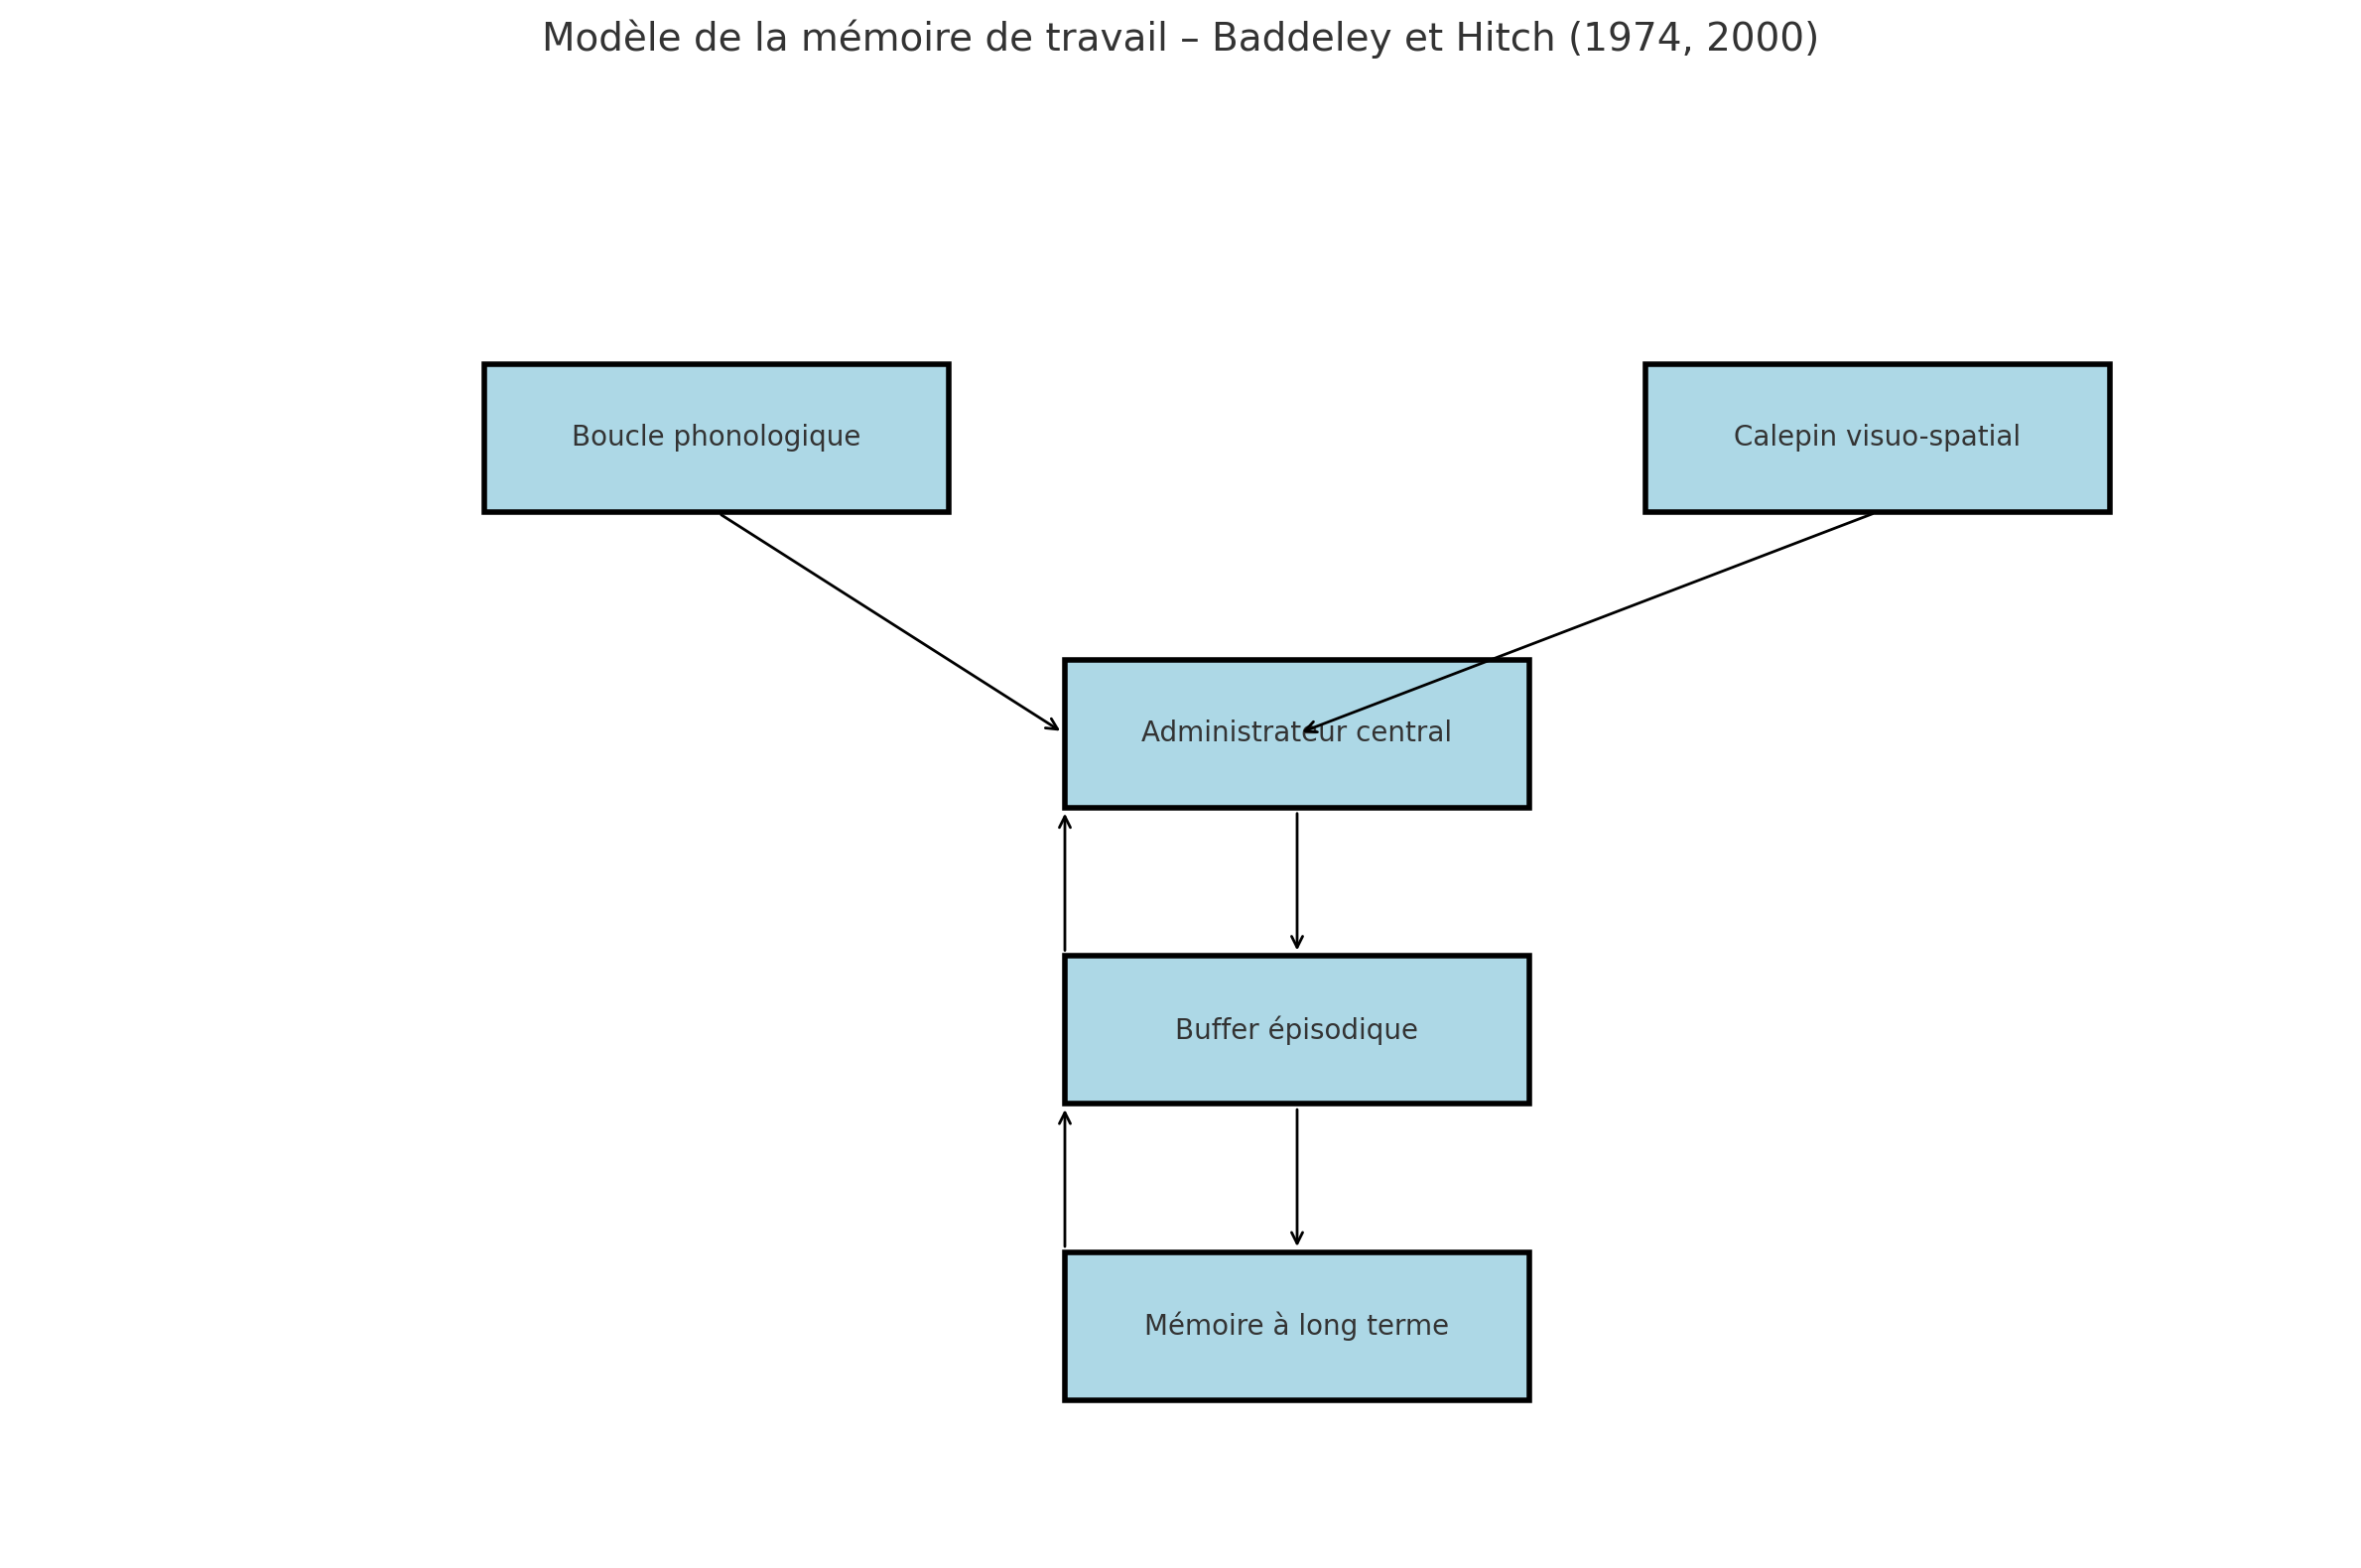 Modèle de la mémoire de travail – Baddeley et Hitch (1974, 2000)
Boucle phonologique
Calepin visuo-spatial
Administrateur central
Buffer épisodique
Mémoire à long terme